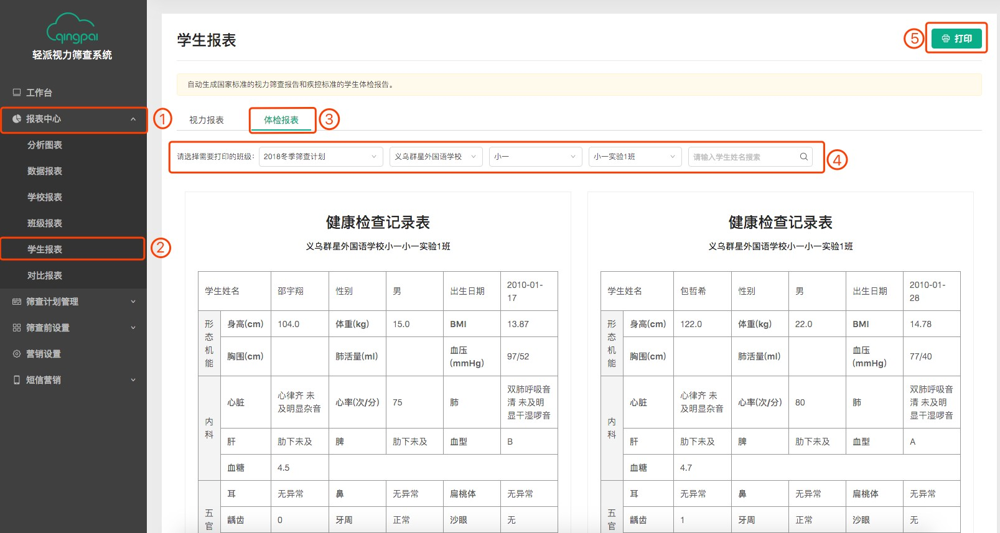 qingpai
轻派视力筛查系统
工作台
报表中心
①
分析图表
数据报表
学校报表
班级报表
学生报表
②
对比报表
筛查计划管理
筛查前设置
营销设置
短信营销
学生报表
⑤
打印
自动生成国家标准的视力筛查报告和疾控标准的学生体检报告。
视力报表 体检报表
③
请选择需要打印的班级: 2018冬季筛查计划 义乌群星外国语学校 小一 小一实验1班 请输入学生姓名搜索
④
健康检查记录表
义乌群星外国语学校小一小一实验1班
学生姓名 邵宇翔 性别 男 出生日期 2010-01-
17
形态机能
身高(cm) 104.0 体重(kg) 15.0 BMI 13.87
胸围(cm) 肺活量(ml) 血压
(mmHg) 97/52
内科
心脏 心律齐 未
及明显杂音 心率(次/分) 75 肺 双肺呼吸音
清 未及明
显干湿啰音
肝 肋下未及 脾 肋下未及 血型 B
血糖 4.5
五官
耳 无异常 鼻 无异常 扁桃体 无异常
龋齿 0 牙周 正常 沙眼 无
健康检查记录表
义乌群星外国语学校小一小一实验1班
学生姓名 包哲希 性别 男 出生日期 2010-01-
28
形态机能
身高(cm) 122.0 体重(kg) 22.0 BMI 14.78
胸围(cm) 肺活量(ml) 血压
(mmHg) 77/40
内科
心脏 心律齐 未
及明显杂音 心率(次/分) 80 肺 双肺呼吸音
清 未及明
显干湿啰音
肝 肋下未及 脾 肋下未及 血型 A
血糖 4.7
五官
耳 无异常 鼻 无异常 扁桃体 无异常
龋齿 1 牙周 正常 沙眼 无